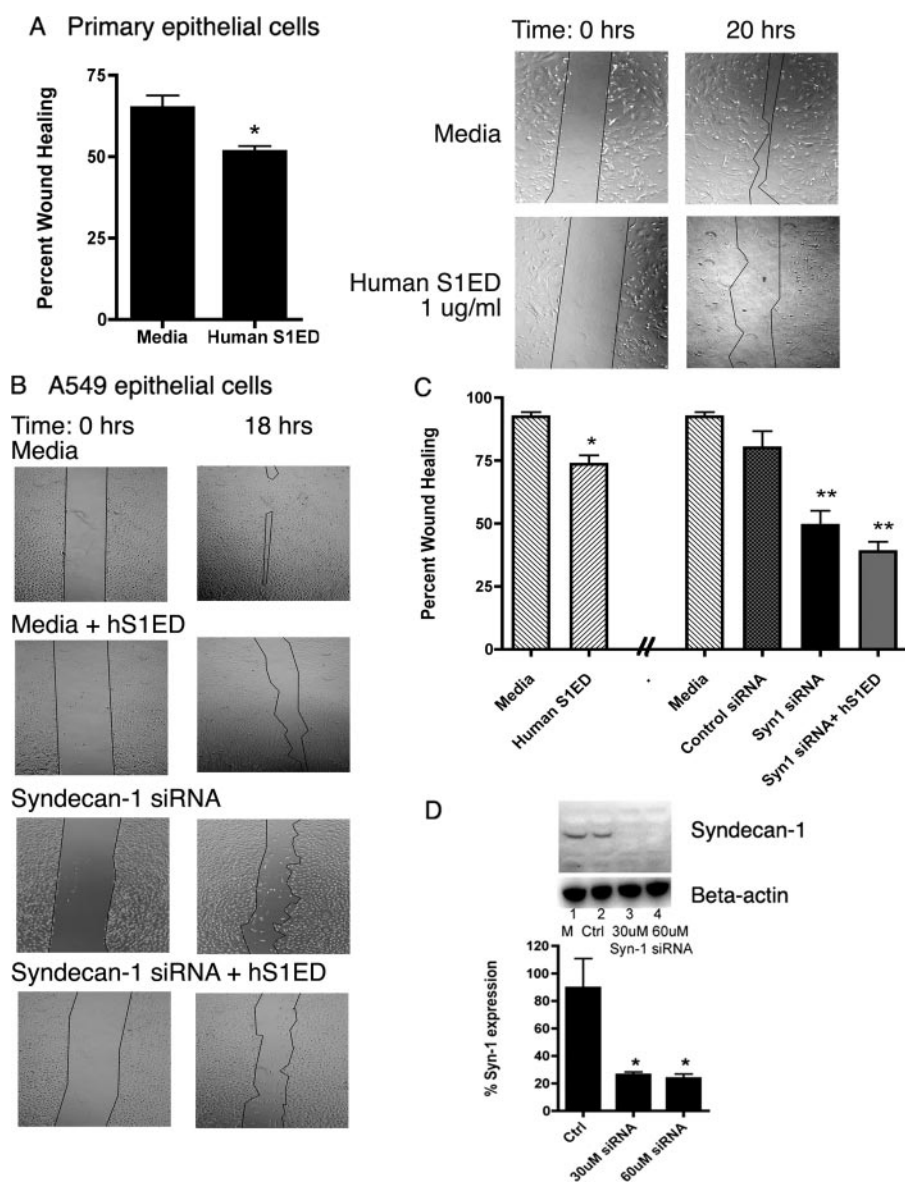 A Primary epithelial cells
Percent Wound Healing
75
50
25
0
*
Media
Human S1ED
Time: 0 hrs
20 hrs
Media
Human S1ED
1 ug/ml
B A549 epithelial cells
Time: 0 hrs
18 hrs
Media
Media + hS1ED
Syndecan-1 siRNA
Syndecan-1 siRNA + hS1ED
C
Percent Wound Healing
100
75
50
25
0
*
**
**
Media
Human S1ED
//
Media
Control siRNA
Syn1 siRNA
Syn1 siRNA+ hS1ED
D
Syndecan-1
Beta-actin
1 2 3 4
M Ctrl 30uM 60uM
Syn-1 siRNA
% Syn-1 expression
120
100
80
60
40
20
0
*
*
Ctrl
30uM siRNA
60uM siRNA